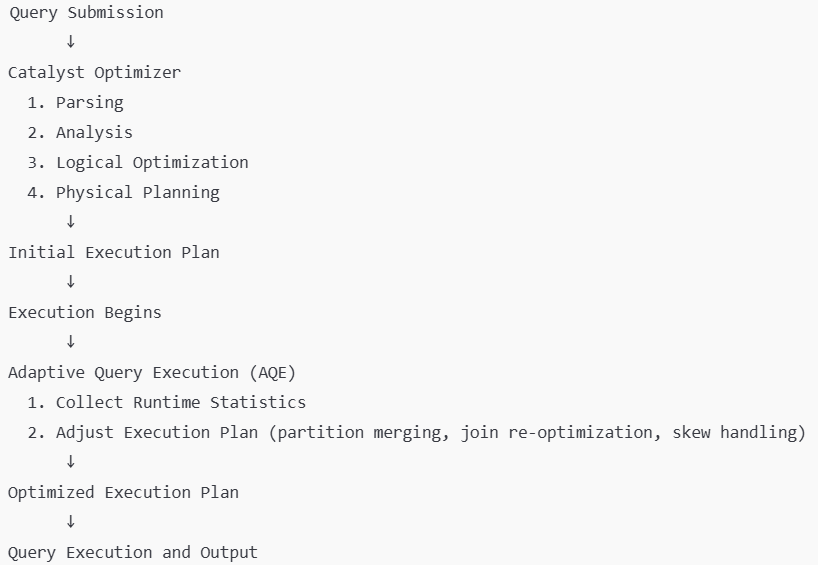 Query Submission
↓
Catalyst Optimizer
1. Parsing
2. Analysis
3. Logical Optimization
4. Physical Planning
↓
Initial Execution Plan
↓
Execution Begins
↓
Adaptive Query Execution (AQE)
1. Collect Runtime Statistics
2. Adjust Execution Plan (partition merging, join re-optimization, skew handling)
↓
Optimized Execution Plan
↓
Query Execution and Output